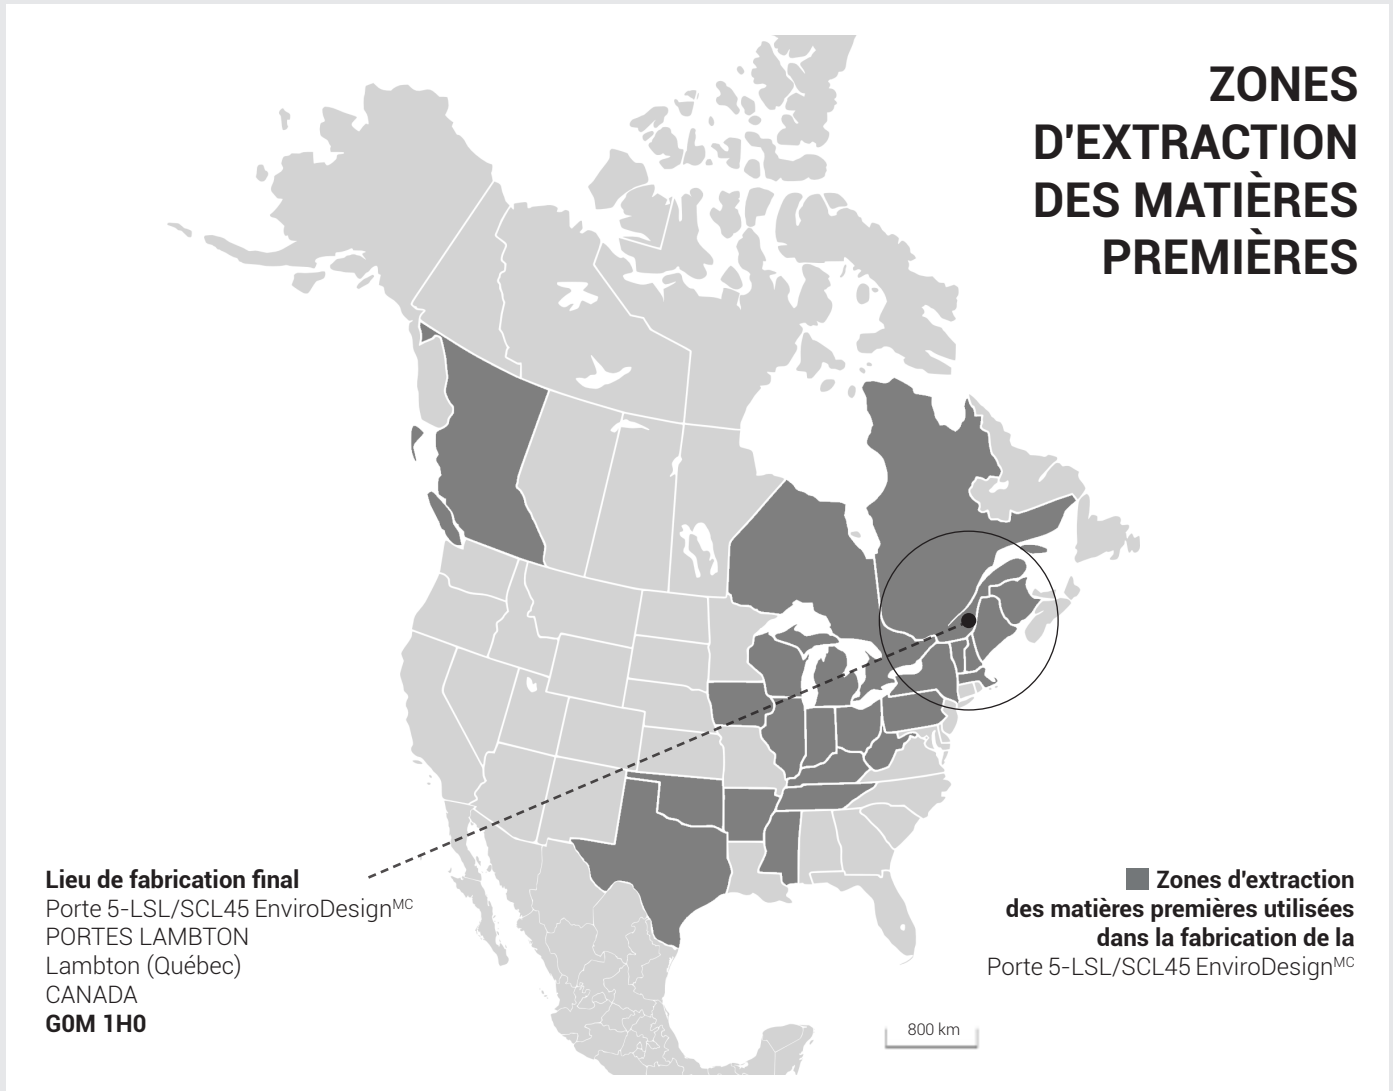 ZONES
D'EXTRACTION
DES MATIÈRES
PREMIÈRES
Lieu de fabrication final
Porte 5-LSL/SCL45 EnviroDesignMC
PORTES LAMBTON
Lambton (Québec)
CANADA
G0M 1H0
Zones d'extraction
des matières premières utilisées
dans la fabrication de la
Porte 5-LSL/SCL45 EnviroDesignMC
800 km